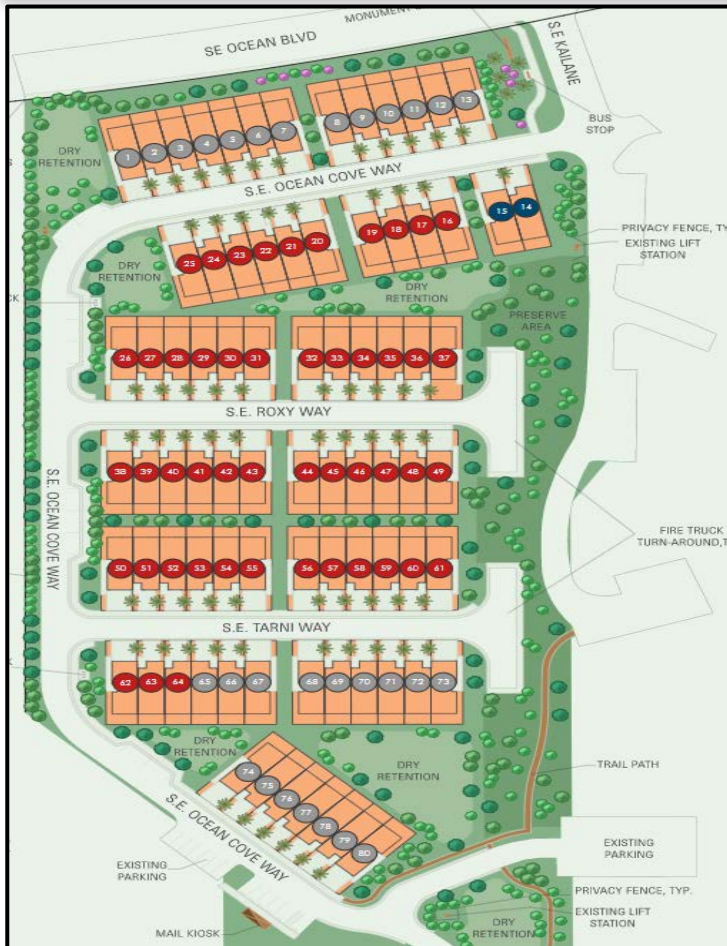 MONUMENT
SE OCEAN BLVD
S.E KAILANE
BUS
STOP
DRY
RETENTION
1 2 3 4 5 6 7
8 9 10 11 12 13
S.E. OCEAN COVE WAY
15 14
PRIVACY FENCE, TY
EXISTING LIFT
STATION
25 24 23 22 21 20
19 18 17 16
DRY
RETENTION
DRY
RETENTION
PRESERVE
AREA
CK
26 27 28 29 30 31
32 33 34 35 36 37
S.E. ROXY WAY
38 39 40 41 42 43
44 45 46 47 48 49
S.E. OCEAN COVE WAY
FIRE TRUCK
TURN-AROUND,T
50 51 52 53 54 55
56 57 58 59 60 61
S.E. TARNI WAY
62 63 64 65 66 67
68 69 70 71 72 73
DRY
RETENTION
DRY
RETENTION
TRAIL PATH
74 75 76 77 78 79 80
S.E. OCEAN COVE WAY
EXISTING
PARKING
EXISTING
PARKING
PRIVACY FENCE, TYP.
EXISTING LIFT
STATION
DRY
RETENTION
MAIL KIOSK